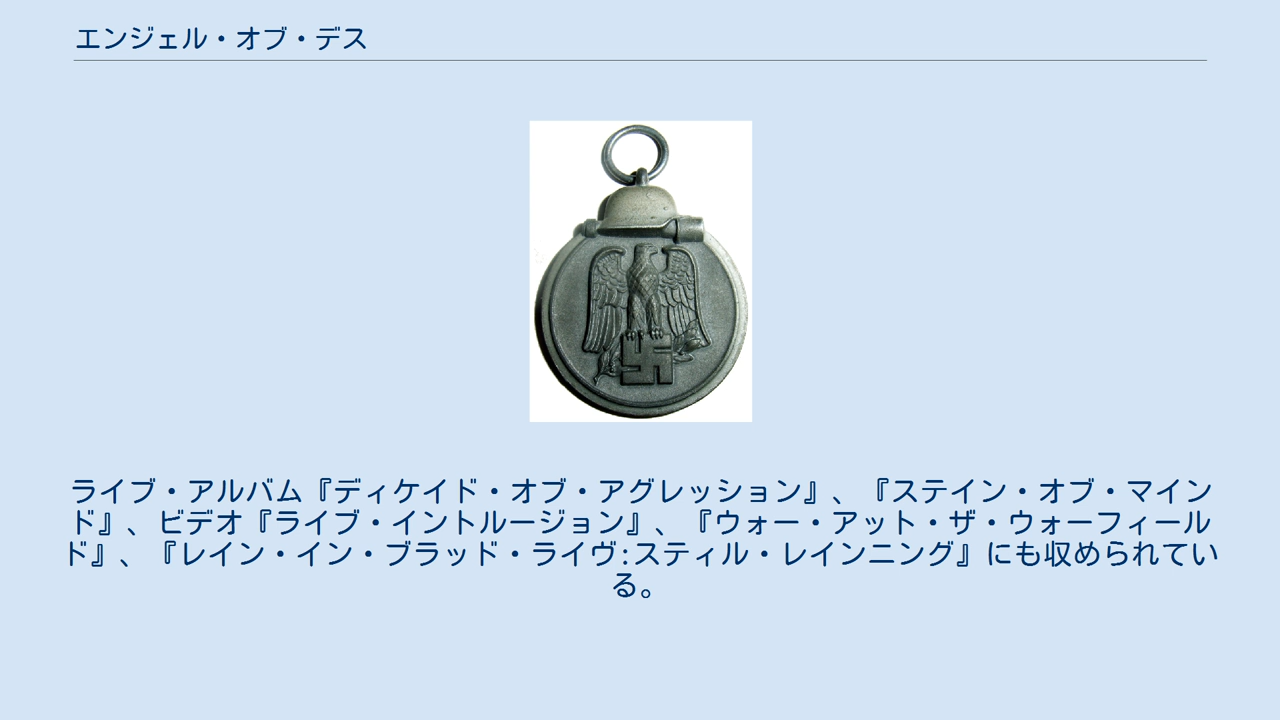 エンジェル・オブ・デス
ライブ・アルバム『ディケイド・オブ・アグレッション』、『ステイン・オブ・マイン
ド』、ビデオ『ライブ・イントルージョン』、『ウォー・アット・ザ・ウォーフィール
ド』、『レイン・イン・ブラッド・ライヴ:スティル・レインニング』にも収められてい
る。